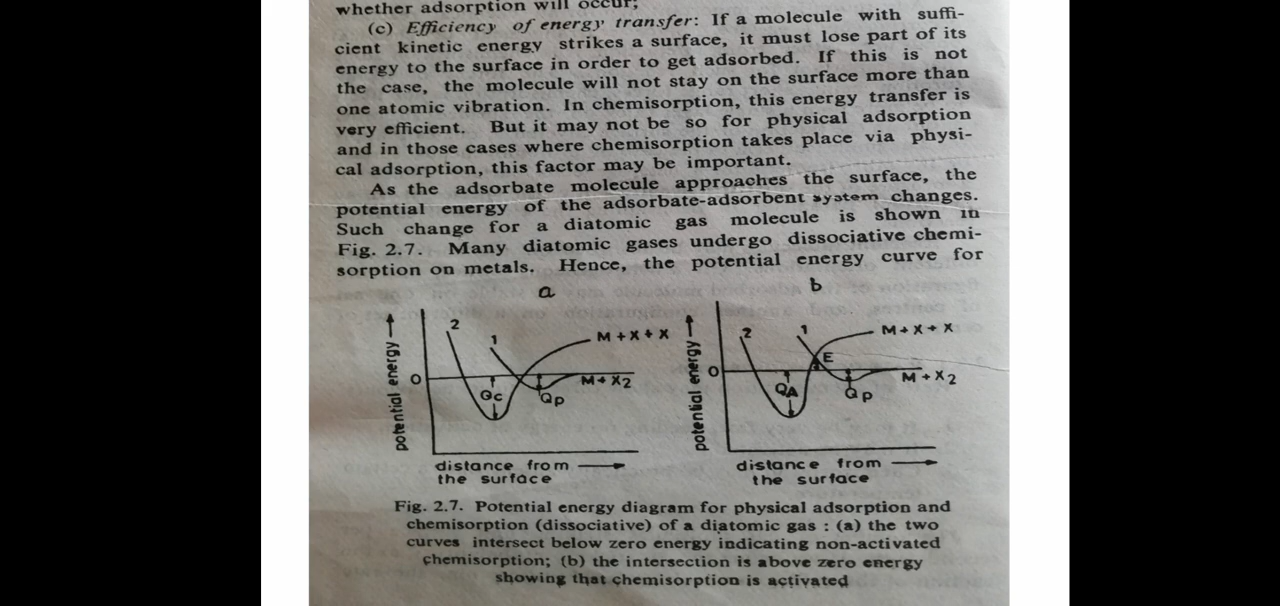 whether adsorption will occur;
(c) Efficiency of energy transfer: If a molecule with suffi-
cient kinetic energy strikes a surface, it must lose part of its
energy to the surface in order to get adsorbed. If this is not
the case, the molecule will not stay on the surface more than
one atomic vibration. In chemisorption, this energy transfer is
very efficient. But it may not be so for physical adsorption
and in those cases where chemisorption takes place via physi-
cal adsorption, this factor may be important.
As the adsorbate molecule approaches the surface, the
potential energy of the adsorbate-adsorbent system changes.
Such change for a diatomic gas molecule is shown in
Fig. 2.7. Many diatomic gases undergo dissociative chemi-
sorption on metals. Hence, the potential energy curve for
a
potential energy
0
2
1
M + X + X
M + X2
Qc
Qp
distance from
the surface
b
potential energy
0
2
1
M + X + X
E
M + X2
QA
Qp
distance from
the surface
Fig. 2.7. Potential energy diagram for physical adsorption and
chemisorption (dissociative) of a diatomic gas : (a) the two
curves intersect below zero energy indicating non-activated
chemisorption; (b) the intersection is above zero energy
showing that chemisorption is activated